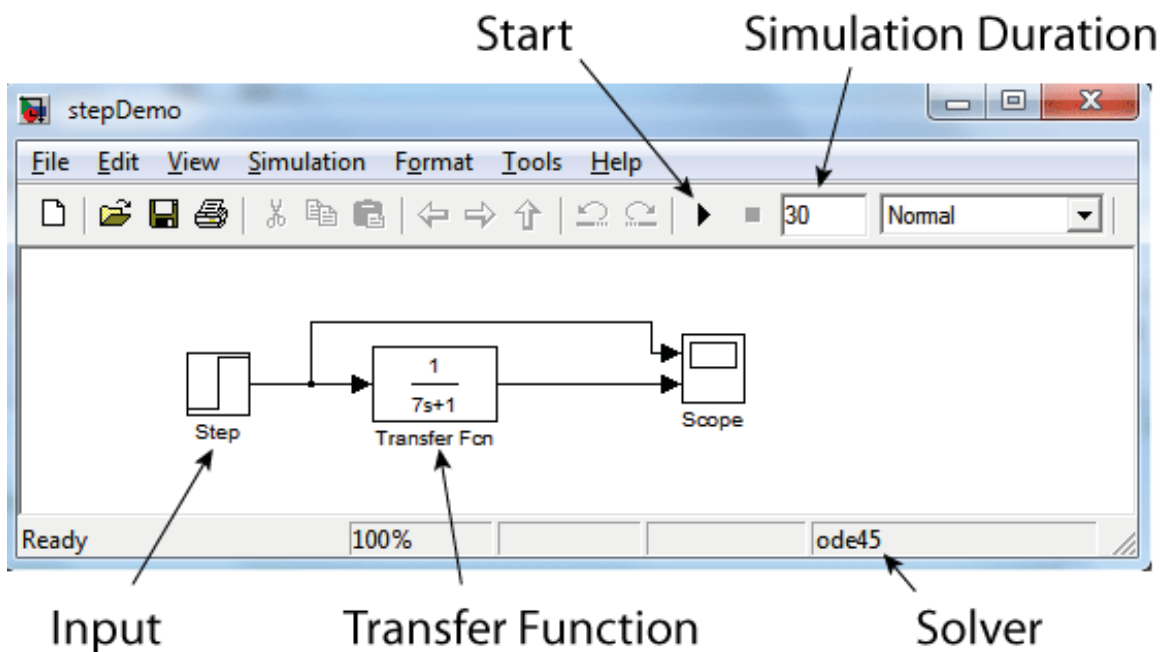 Start Simulation Duration
stepDemo
File Edit View Simulation Format Tools Help
30 Normal
1
7s+1
Step
Transfer Fcn
Scope
Ready 100% ode45
Input Transfer Function Solver